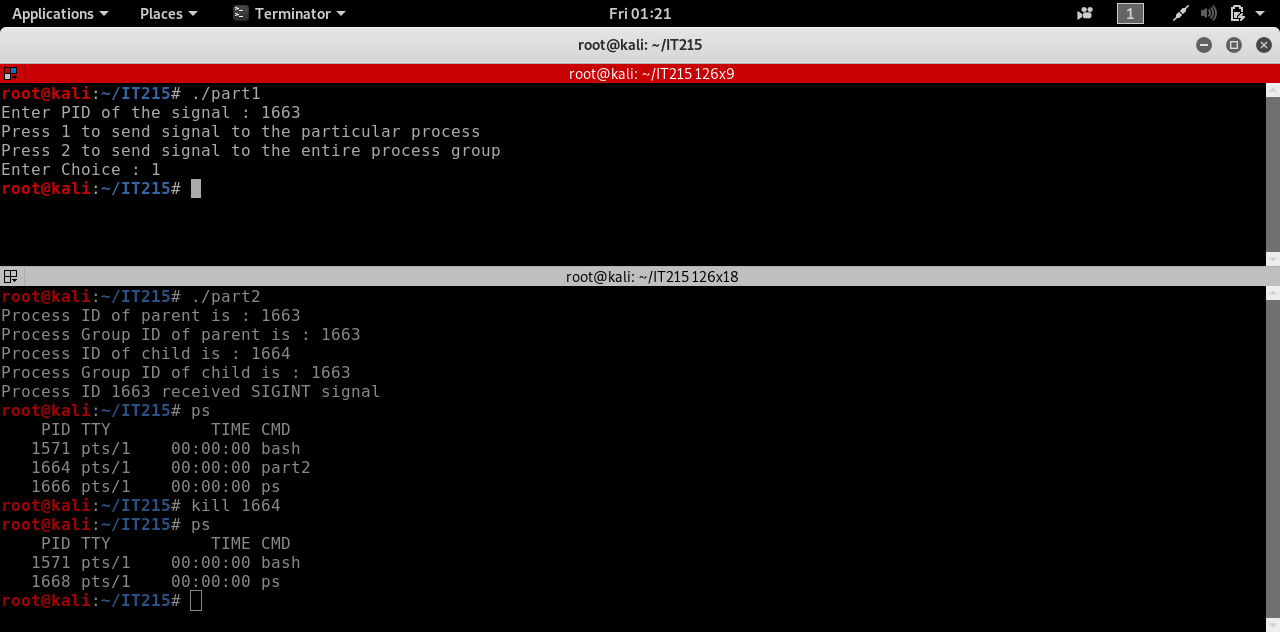 Applications Places Terminator Fri 01:21 1
root@kali: ~/IT215
root@kali: ~/IT215 126x9
root@kali:~/IT215# ./part1
Enter PID of the signal : 1663
Press 1 to send signal to the particular process
Press 2 to send signal to the entire process group
Enter Choice : 1
root@kali:~/IT215#
root@kali: ~/IT215 126x18
root@kali:~/IT215# ./part2
Process ID of parent is : 1663
Process Group ID of parent is : 1663
Process ID of child is : 1664
Process Group ID of child is : 1663
Process ID 1663 received SIGINT signal
root@kali:~/IT215# ps
    PID TTY          TIME CMD
   1571 pts/1    00:00:00 bash
   1664 pts/1    00:00:00 part2
   1666 pts/1    00:00:00 ps
root@kali:~/IT215# kill 1664
root@kali:~/IT215# ps
    PID TTY          TIME CMD
   1571 pts/1    00:00:00 bash
   1668 pts/1    00:00:00 ps
root@kali:~/IT215#